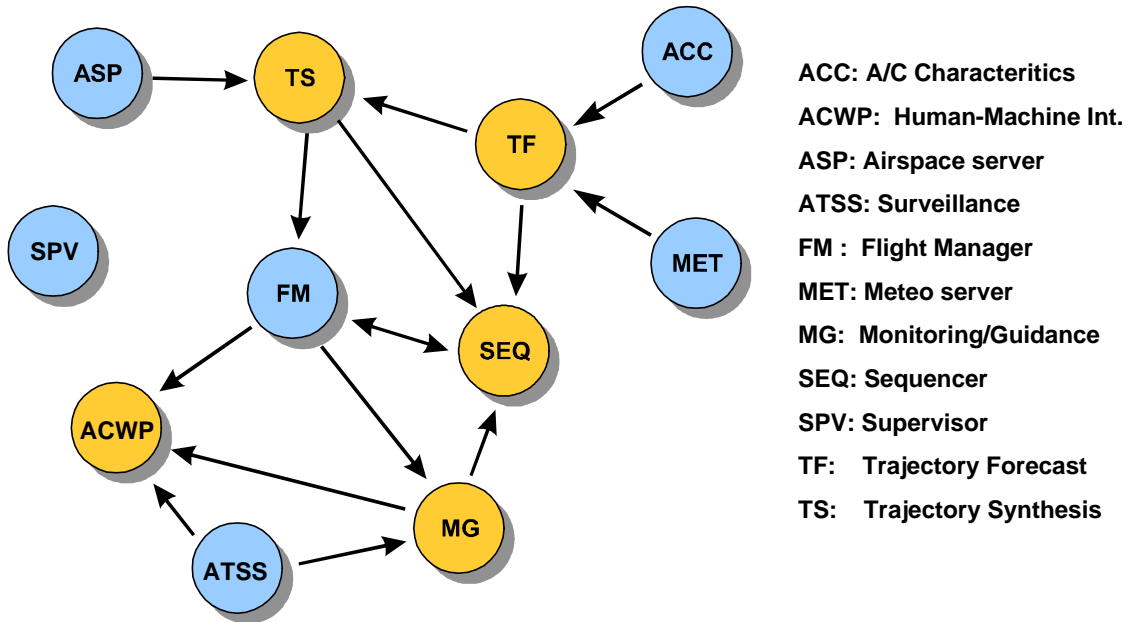 ASP
TS
ACC
TF
SPV
FM
MET
SEQ
ACWP
MG
ATSS
ACC: A/C Characteritics
ACWP: Human-Machine Int.
ASP: Airspace server
ATSS: Surveillance
FM : Flight Manager
MET: Meteo server
MG: Monitoring/Guidance
SEQ: Sequencer
SPV: Supervisor
TF: Trajectory Forecast
TS: Trajectory Synthesis